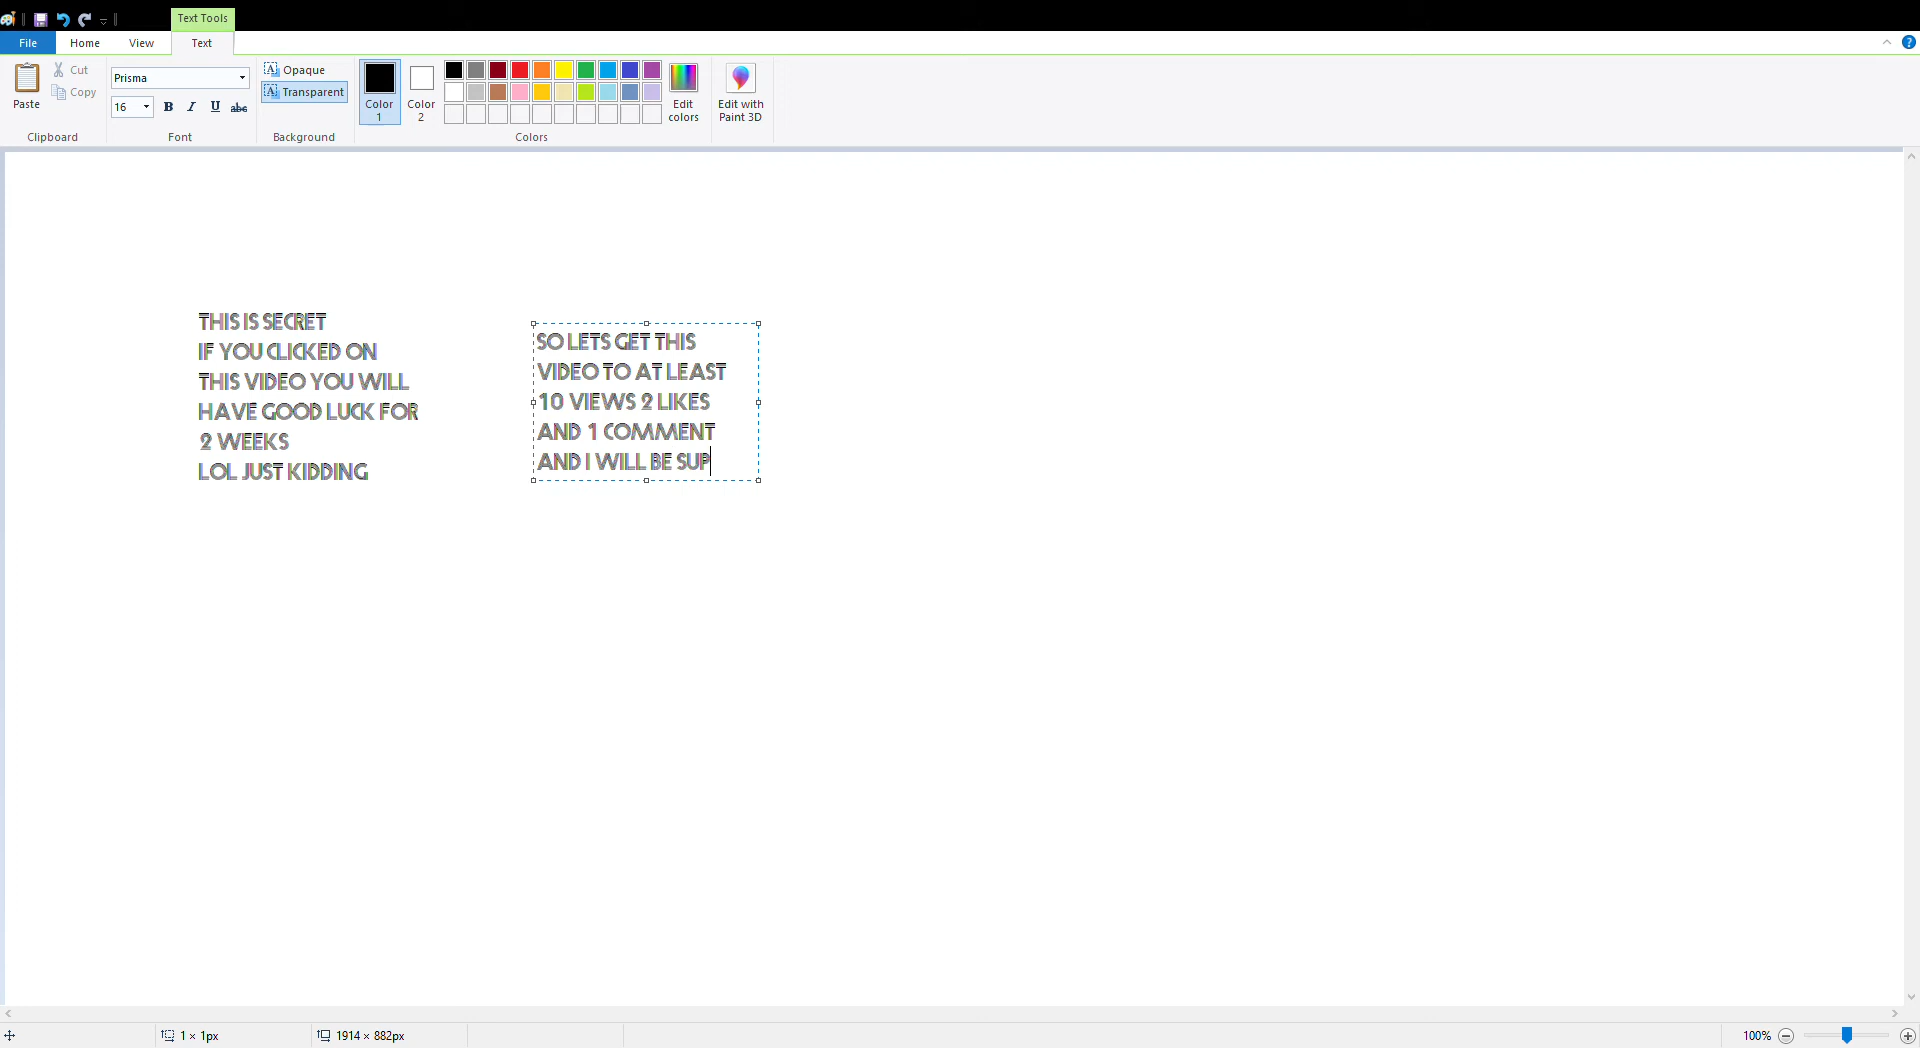 Text Tools
File
Home
View
Text
?
Paste
Cut
Copy
Clipboard
Prisma
16
B
I
U
abc
Font
A
Opaque
A
Transparent
Background
Color
1
Color
2
Edit
colors
Colors
Edit with
Paint 3D
THIS IS SECRET
IF YOU CLICKED ON
THIS VIDEO YOU WILL
HAVE GOOD LUCK FOR
2 WEEKS
LOL JUST KIDDING
SO LETS GET THIS
VIDEO TO AT LEAST
10 VIEWS 2 LIKES
AND 1 COMMENT
AND I WILL BE SUP
1 × 1px
1914 × 882px
100%